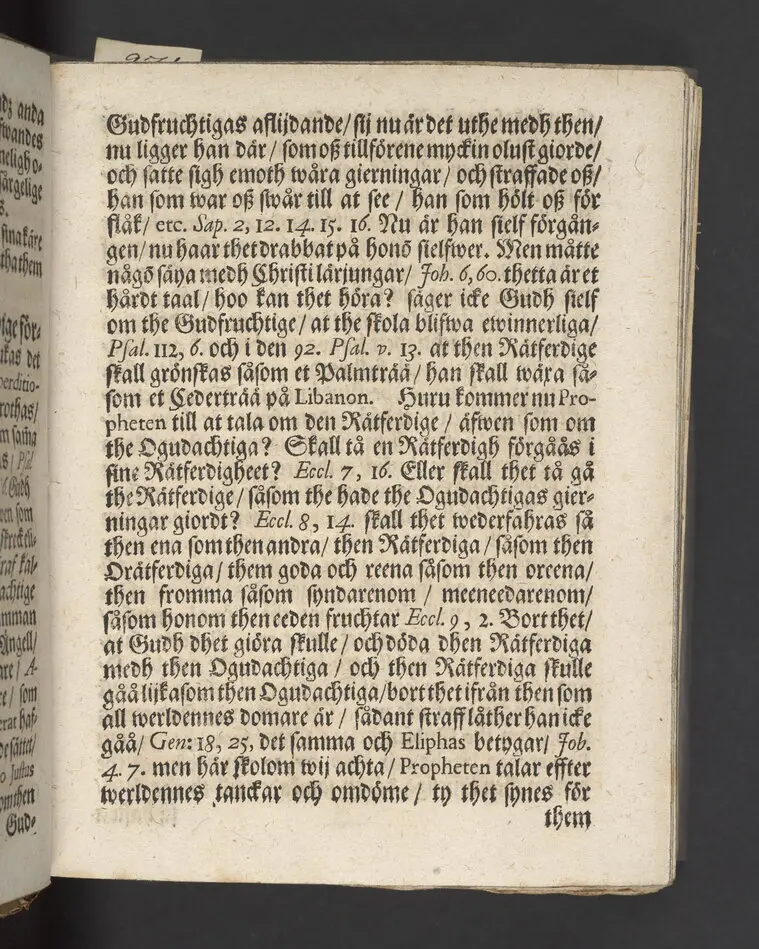 Gudfruchtigas aflijdande/ sij nu är det uthe medh then/
nu ligger han där/ som oß tillförene myckin olust giorde/
och satte sigh emoth wåra gierningar/ och straffade oß/
han som war oß swår till at see/ han som hölt oß för
slåk/ etc. Sap. 2, 12. 14. 15. 16. Nu är han sielf förgån-
gen/ nu haar thet drabbat på honō sielfwer. Men måtte
någō säya medh Christi lärjungar/ Joh. 6, 60. thetta är et
hårdt taal/ hoo kan thet höra? säger icke Gudh sielf
om the Gudfruchtige/ at the skola blifwa ewinnerliga/
Psal. 112, 6. och i den 92. Psal. v. 13. at then Rätferdige
skall grönskas såsom et Palmträä/ han skall wäxa så-
som et Cederträä på Libanon. Huru kommer nu Pro-
pheten till at tala om den Rätferdige/ äfwen som om
the Ogudachtiga? Skall tå en Rätferdigh förgåås i
sine Rätferdigheet? Eccl. 7, 16. Eller skall thet tå gå
the Rätferdige/ såsom the hade the Ogudachtigas gier-
ningar giordt? Eccl. 8, 14. skall thet wederfahras så
then ena som then andra/ then Rätferdiga/ såsom then
Orätferdiga/ them goda och reena såsom then oreena/
then fromma såsom syndarenom/ meeneedarenom/
såsom honom then eeden fruchtar Eccl. 9, 2. Bort thet/
at Gudh dhet giöra skulle/ och döda dhen Rätferdiga
medh then Ogudachtiga/ och then Rätferdiga skulle
gåå lijka som then Ogudachtiga/ bort thet ifrån then som
all werldennes domare är/ sådant straff låther han icke
gåå/ Gen: 18, 25, det samma och Eliphas betygar/ Job.
4. 7. men här skolom wij achta/ Propheten talar effter
werldennes tanckar och omdöme/ ty thet synes för
them